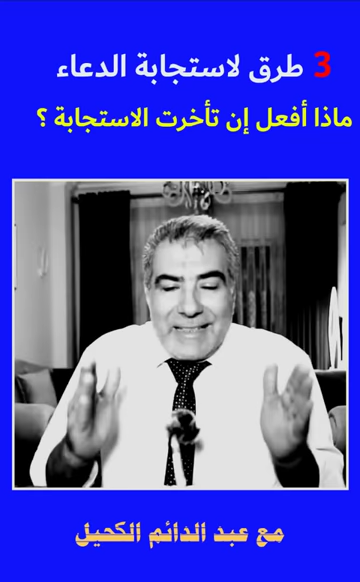 3 طرق لاستجابة الدعاء
ماذا أفعل إن تأخرت الاستجابة ؟
مع عبد الدائم الكحيل